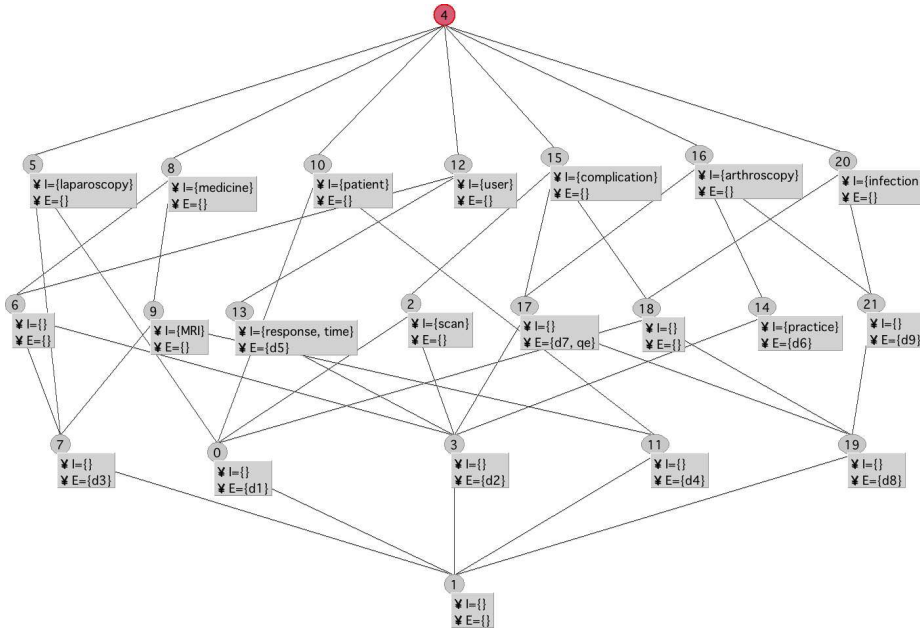 4
5
¥ I={laparoscopy}
¥ E={}
8
¥ I={medicine}
¥ E={}
10
¥ I={patient}
¥ E={}
12
¥ I={user}
¥ E={}
15
¥ I={complication}
¥ E={}
16
¥ I={arthroscopy}
¥ E={}
20
¥ I={infection
¥ E={}
6
¥ I={}
¥ E={}
9
¥ I={MRI}
¥ E={}
13
¥ I={response, time}
¥ E={d5}
2
¥ I={scan}
¥ E={}
17
¥ I={}
¥ E={d7, qe}
18
¥ I={}
¥ E={}
14
¥ I={practice}
¥ E={d6}
21
¥ I={}
¥ E={d9}
7
¥ I={}
¥ E={d3}
0
¥ I={}
¥ E={d1}
3
¥ I={}
¥ E={d2}
11
¥ I={}
¥ E={d4}
19
¥ I={}
¥ E={d8}
1
¥ I={}
¥ E={}